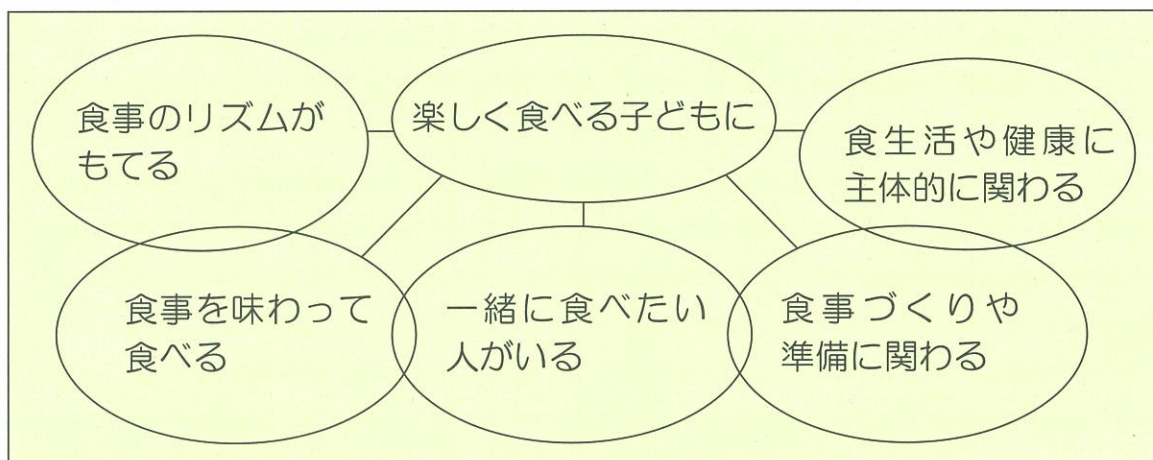 食事のリズムが
もてる
楽しく食べる子どもに
食生活や健康に
主体的に関わる
食事を味わって
食べる
一緒に食べたい
人がいる
食事づくりや
準備に関わる